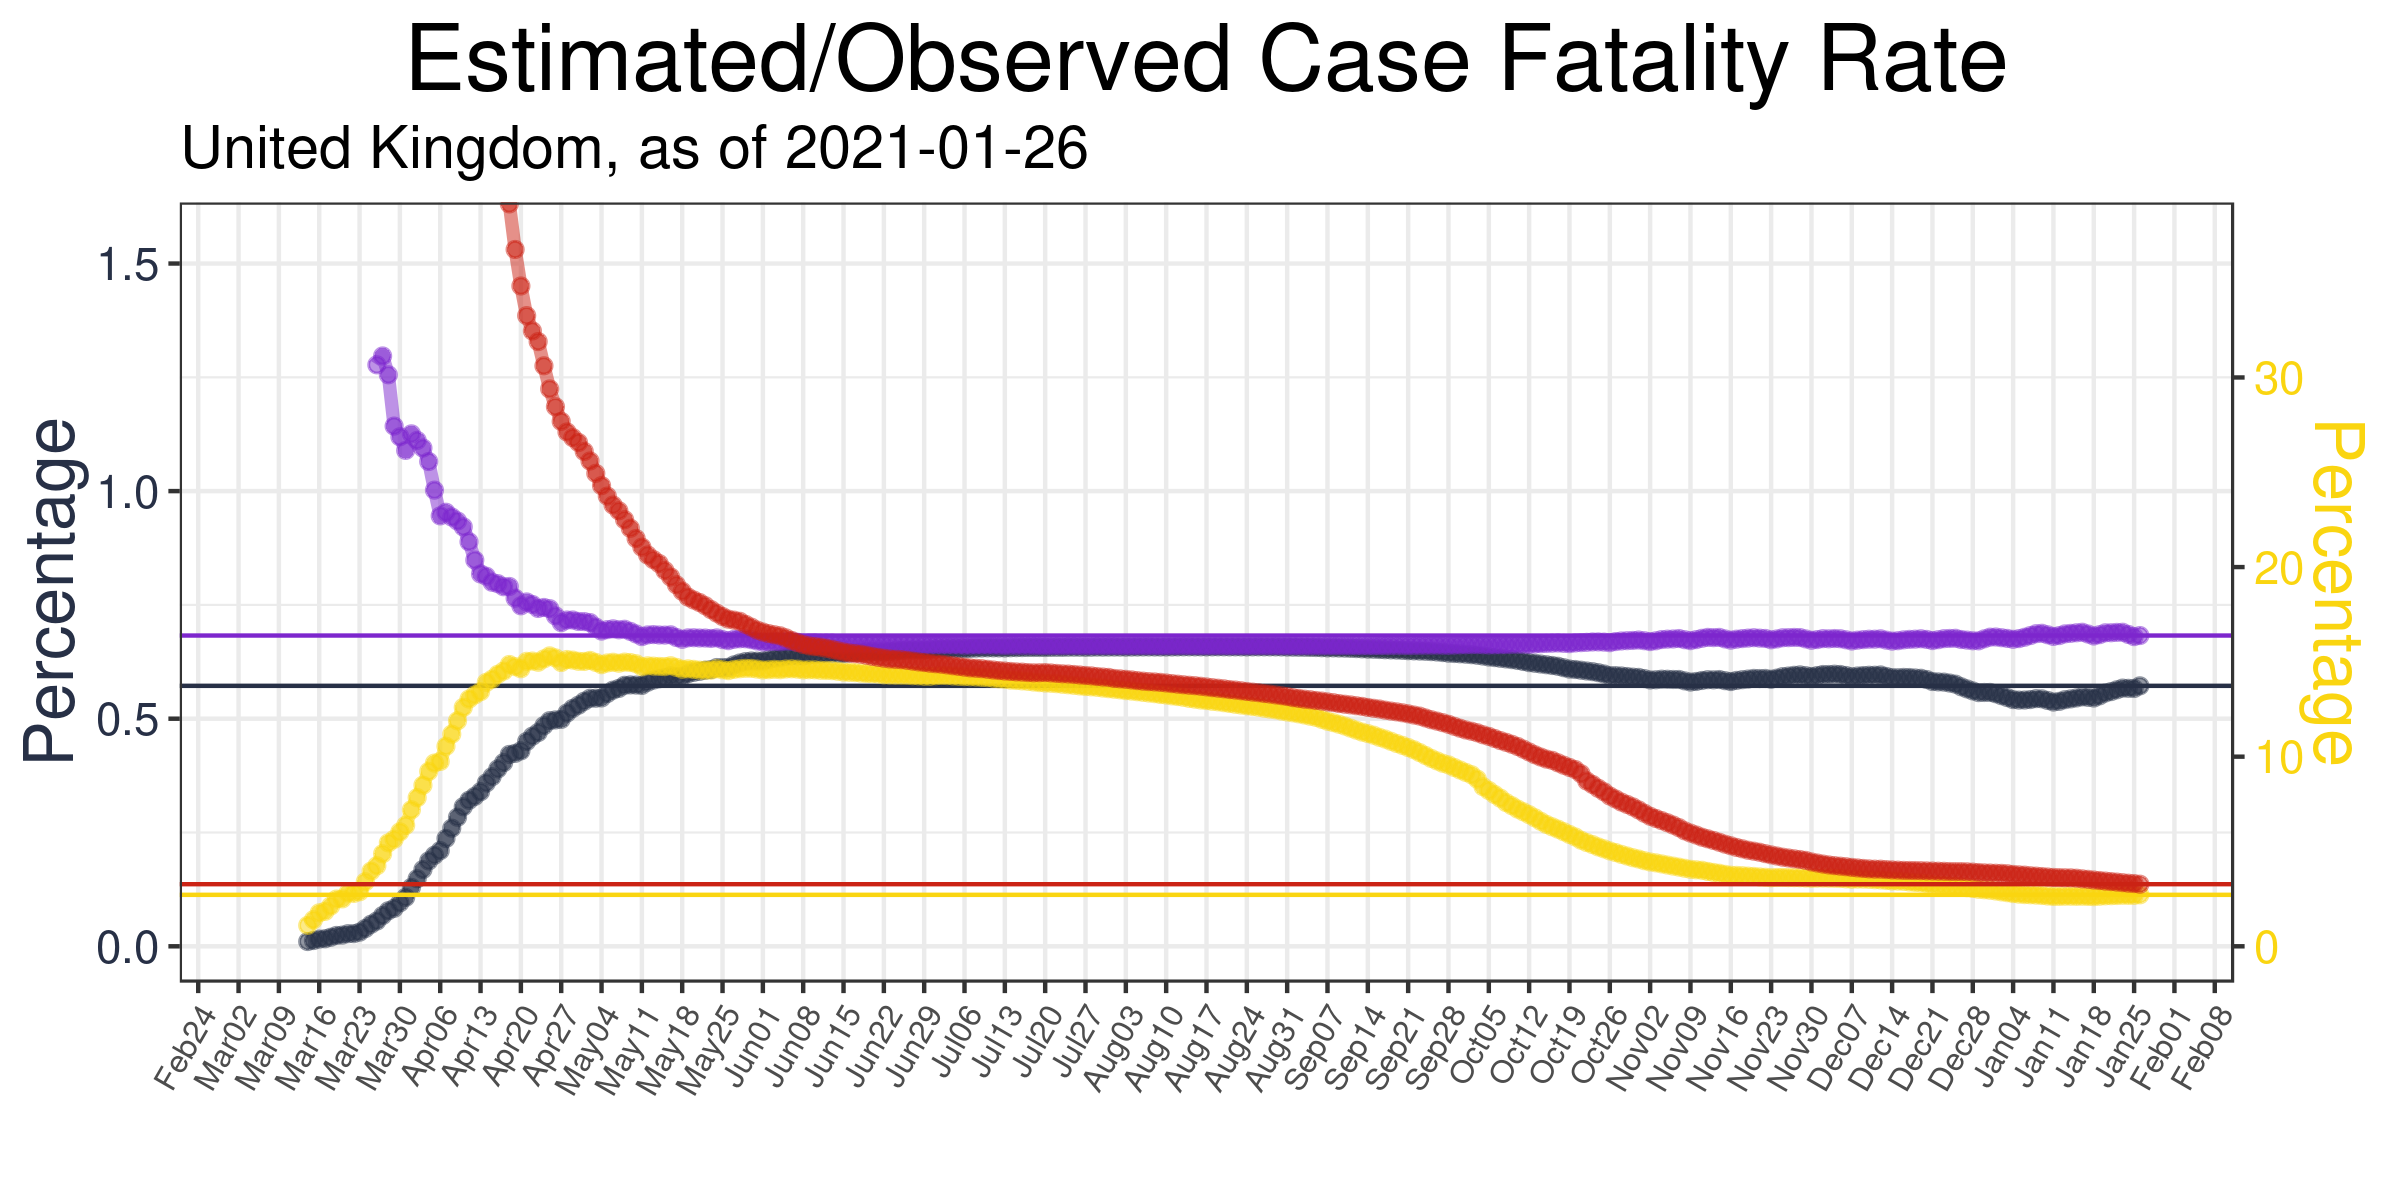 Estimated/Observed Case Fatality Rate
United Kingdom, as of 2021-01-26
Percentage
1.5
1.0
0.5
0.0
30
20
10
0
Percentage
Feb24
Mar02
Mar09
Mar16
Mar23
Mar30
Apr06
Apr13
Apr20
Apr27
May04
May11
May18
May25
Jun01
Jun08
Jun15
Jun22
Jun29
Jul06
Jul13
Jul20
Jul27
Aug03
Aug10
Aug17
Aug24
Aug31
Sep07
Sep14
Sep21
Sep28
Oct05
Oct12
Oct19
Oct26
Nov02
Nov09
Nov16
Nov23
Nov30
Dec07
Dec14
Dec21
Dec28
Jan04
Jan11
Jan18
Jan25
Feb01
Feb08